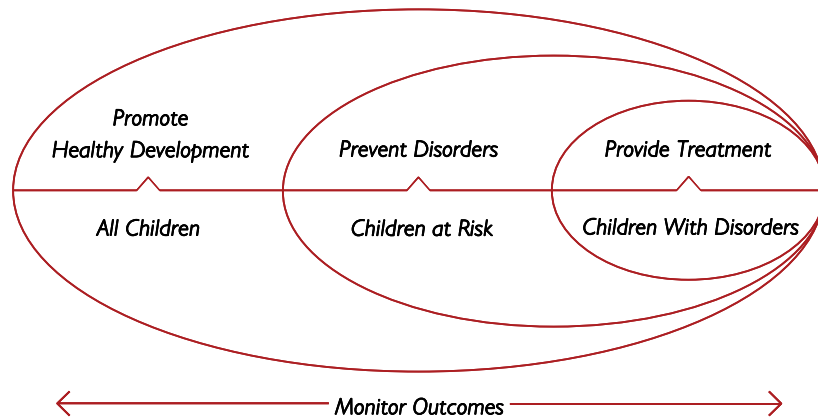 Promote
Healthy Development
Prevent Disorders
Provide Treatment
All Children
Children at Risk
Children With Disorders
Monitor Outcomes